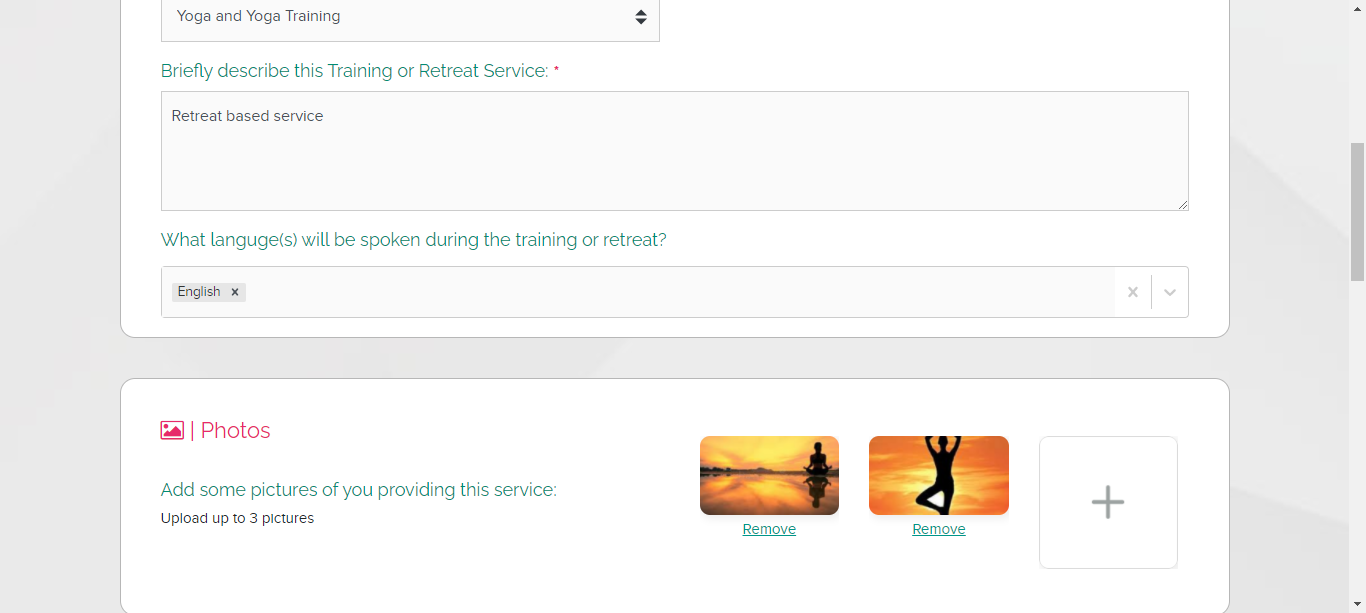 Yoga and Yoga Training
Briefly describe this Training or Retreat Service: *
Retreat based service
What languge(s) will be spoken during the training or retreat?
English x
| Photos
Add some pictures of you providing this service:
Upload up to 3 pictures
Remove
Remove